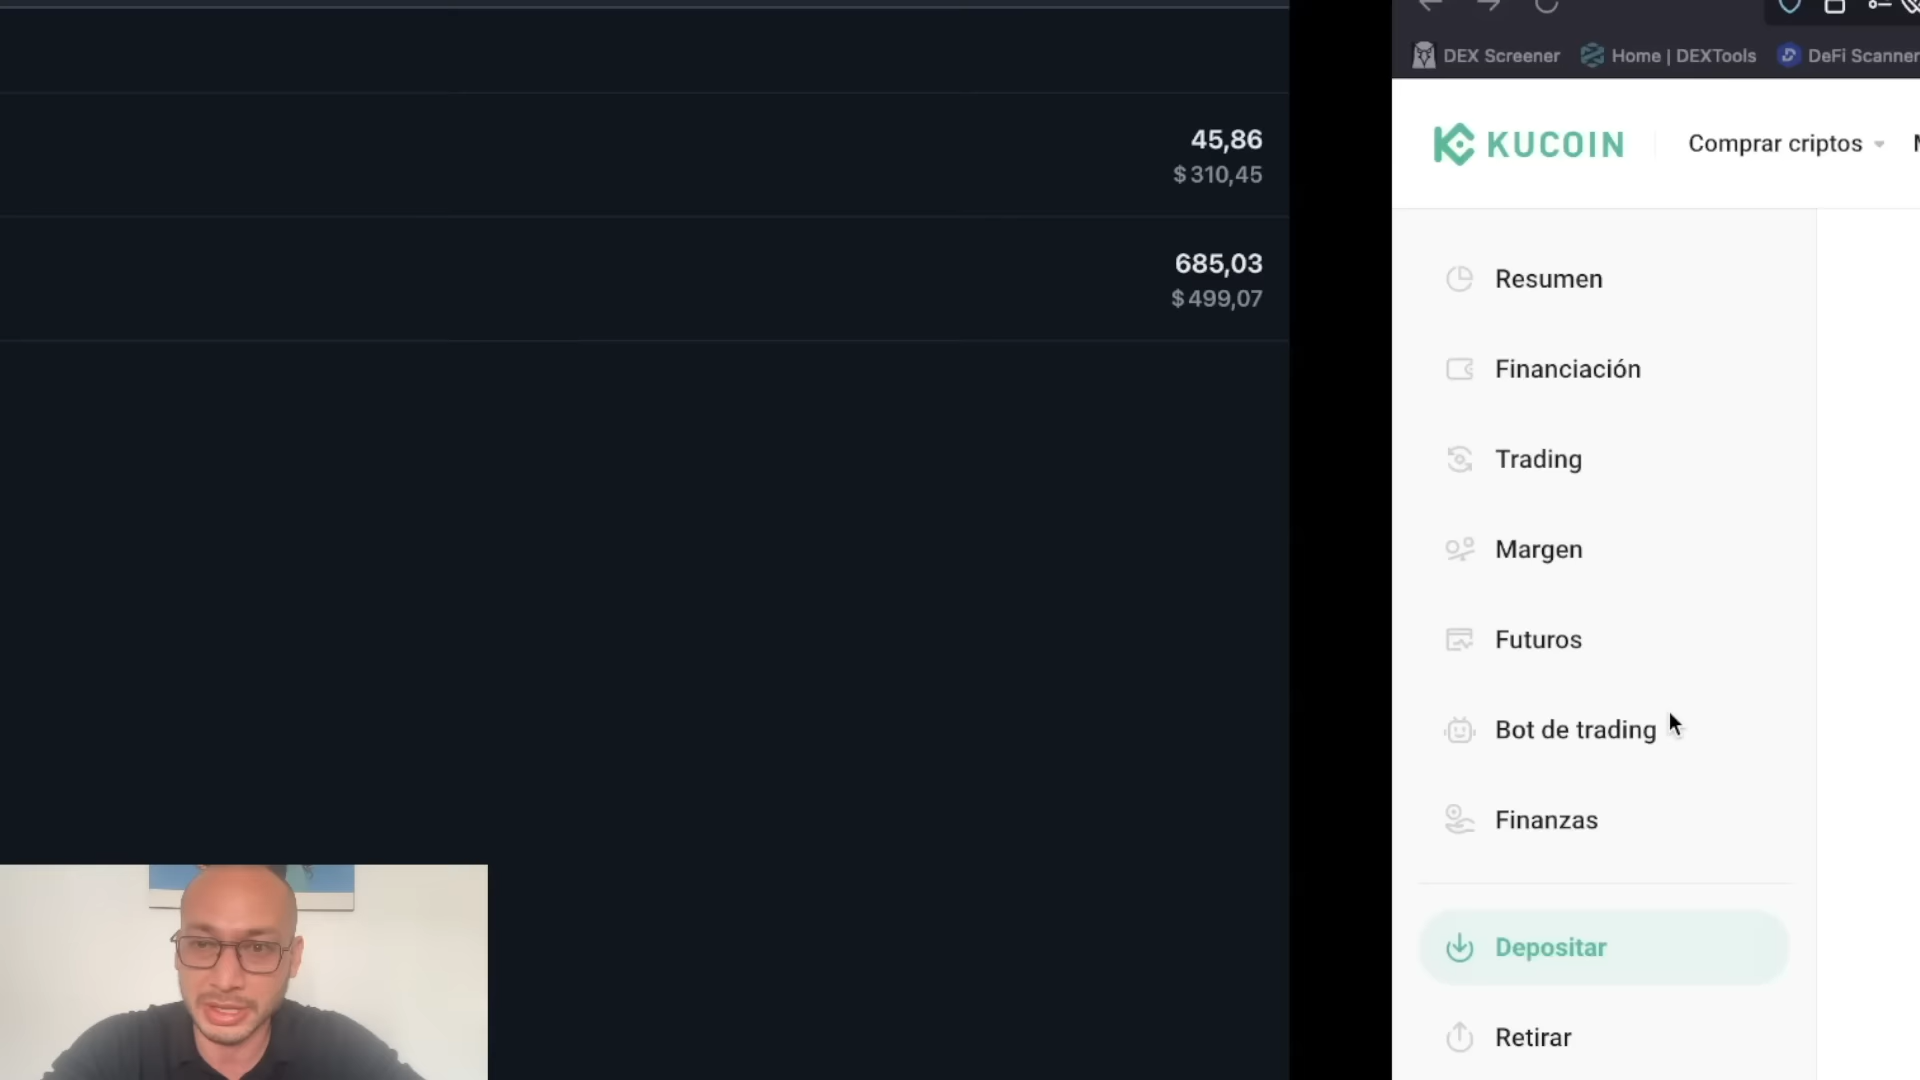 DEX Screener
Home | DEXTools
DeFi Scanner
45,86
$ 310,45
685,03
$ 499,07
KUCOIN
Comprar criptos
Resumen
Financiación
Trading
Margen
Futuros
Bot de trading
Finanzas
Depositar
Retirar